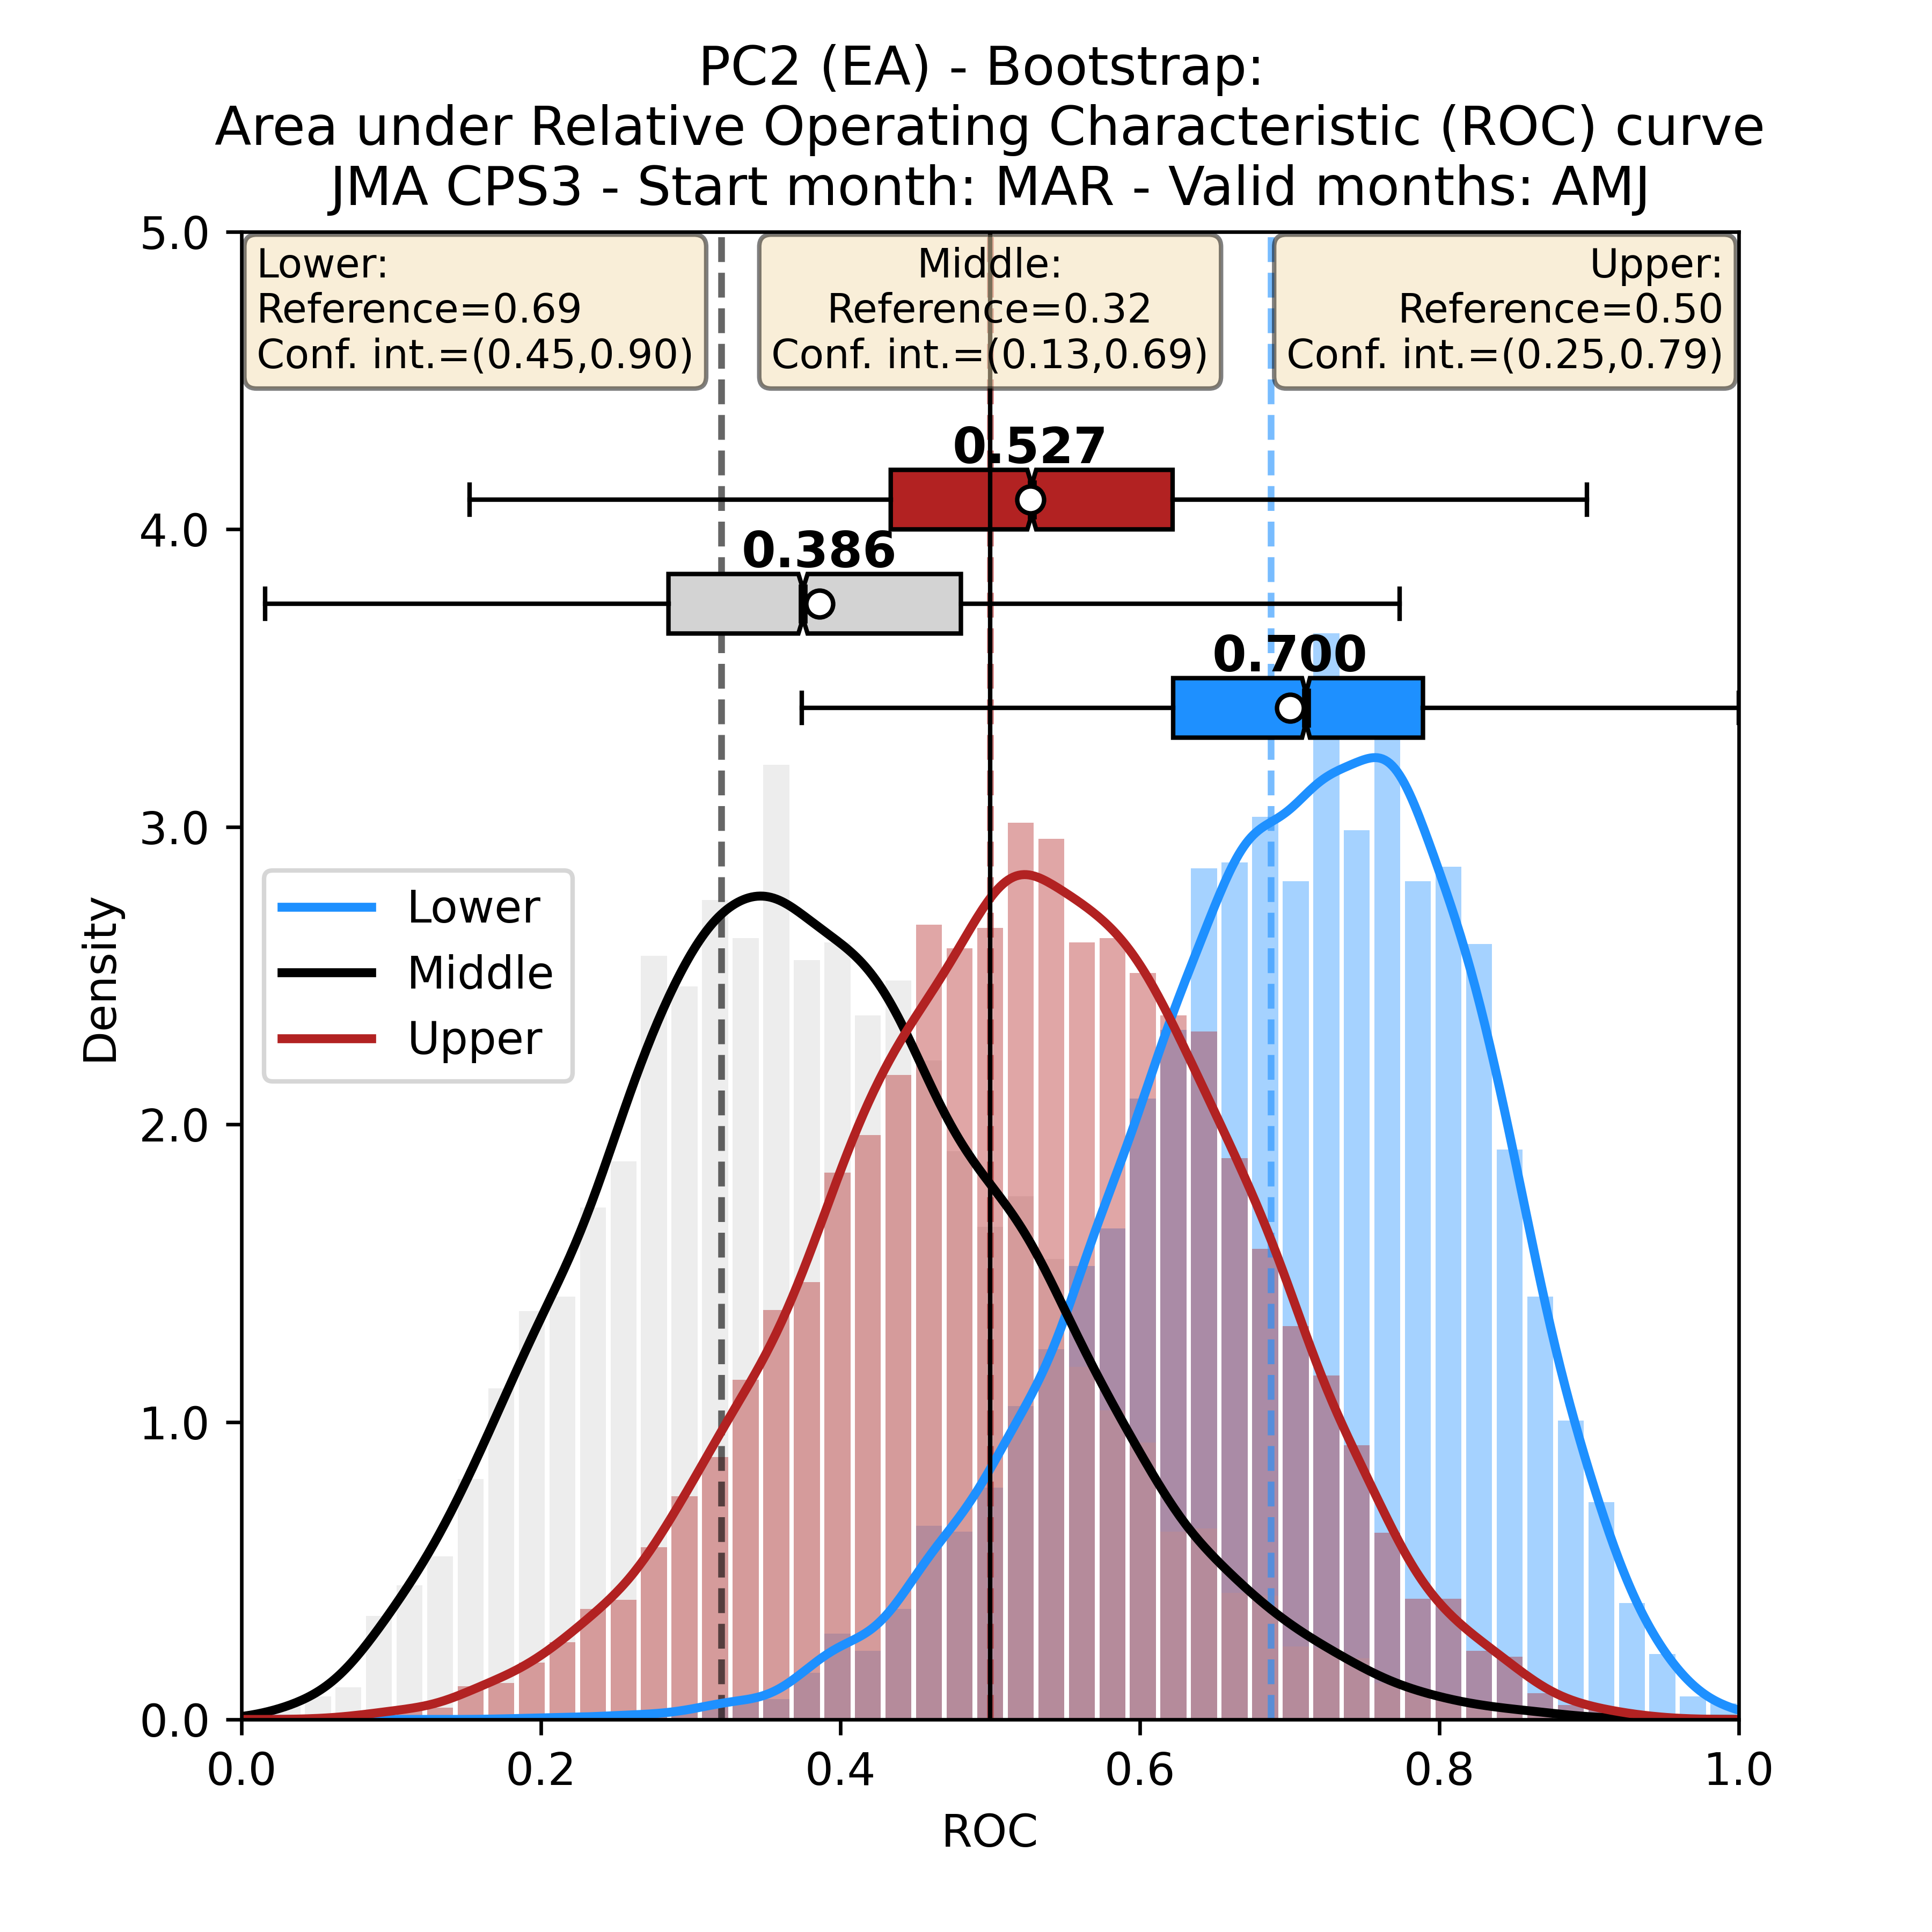 PC2 (EA) - Bootstrap:
Area under Relative Operating Characteristic (ROC) curve
JMA CPS3 - Start month: MAR - Valid months: AMJ
Lower:
Reference=0.69
Conf. int.=(0.45,0.90)
Middle:
Reference=0.32
Conf. int.=(0.13,0.69)
Upper:
Reference=0.50
Conf. int.=(0.25,0.79)
0.527
0.386
0.700
Lower
Middle
Upper
Density
5.0
4.0
3.0
2.0
1.0
0.0
0.0 0.2 0.4 0.6 0.8 1.0
ROC